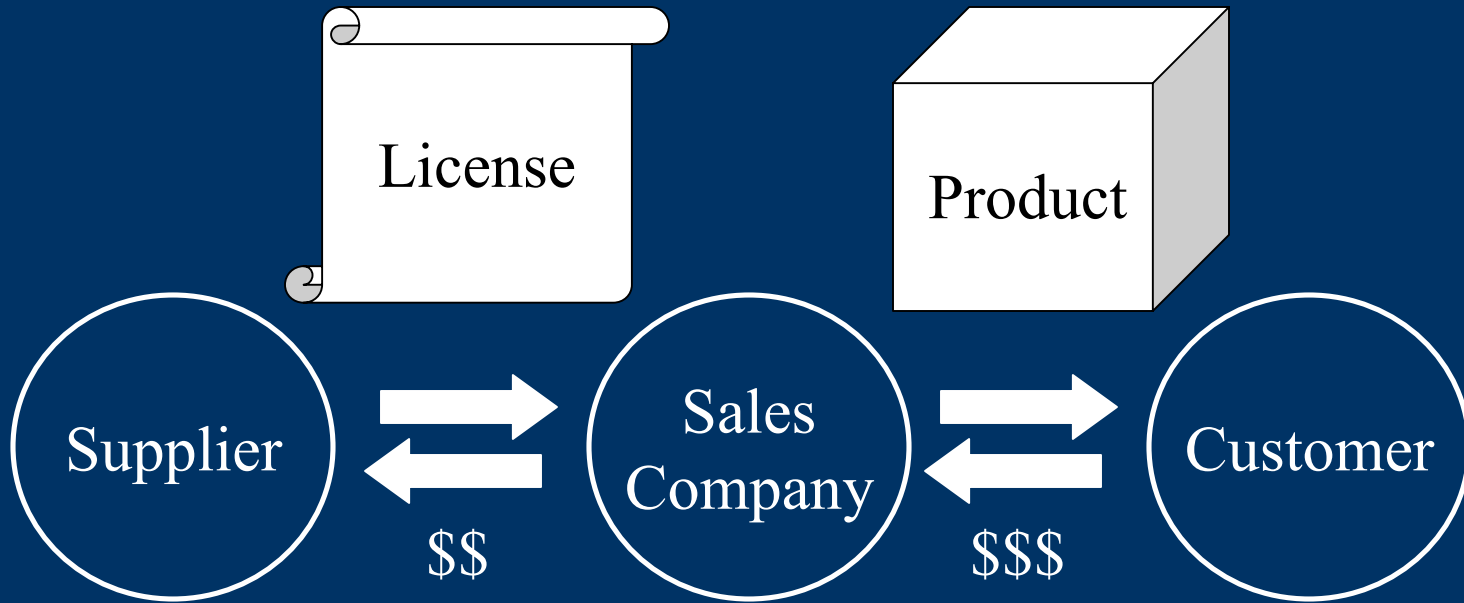 License
Product
Supplier
Sales
Company
Customer
$$
$$$